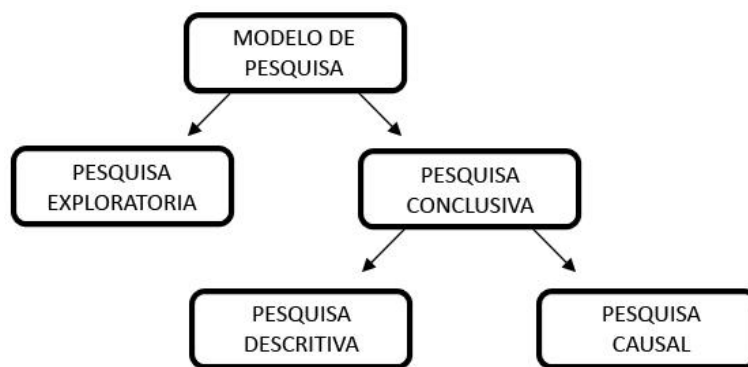 MODELO DE
PESQUISA
PESQUISA
EXPLORATORIA
PESQUISA
CONCLUSIVA
PESQUISA
DESCRITIVA
PESQUISA
CAUSAL